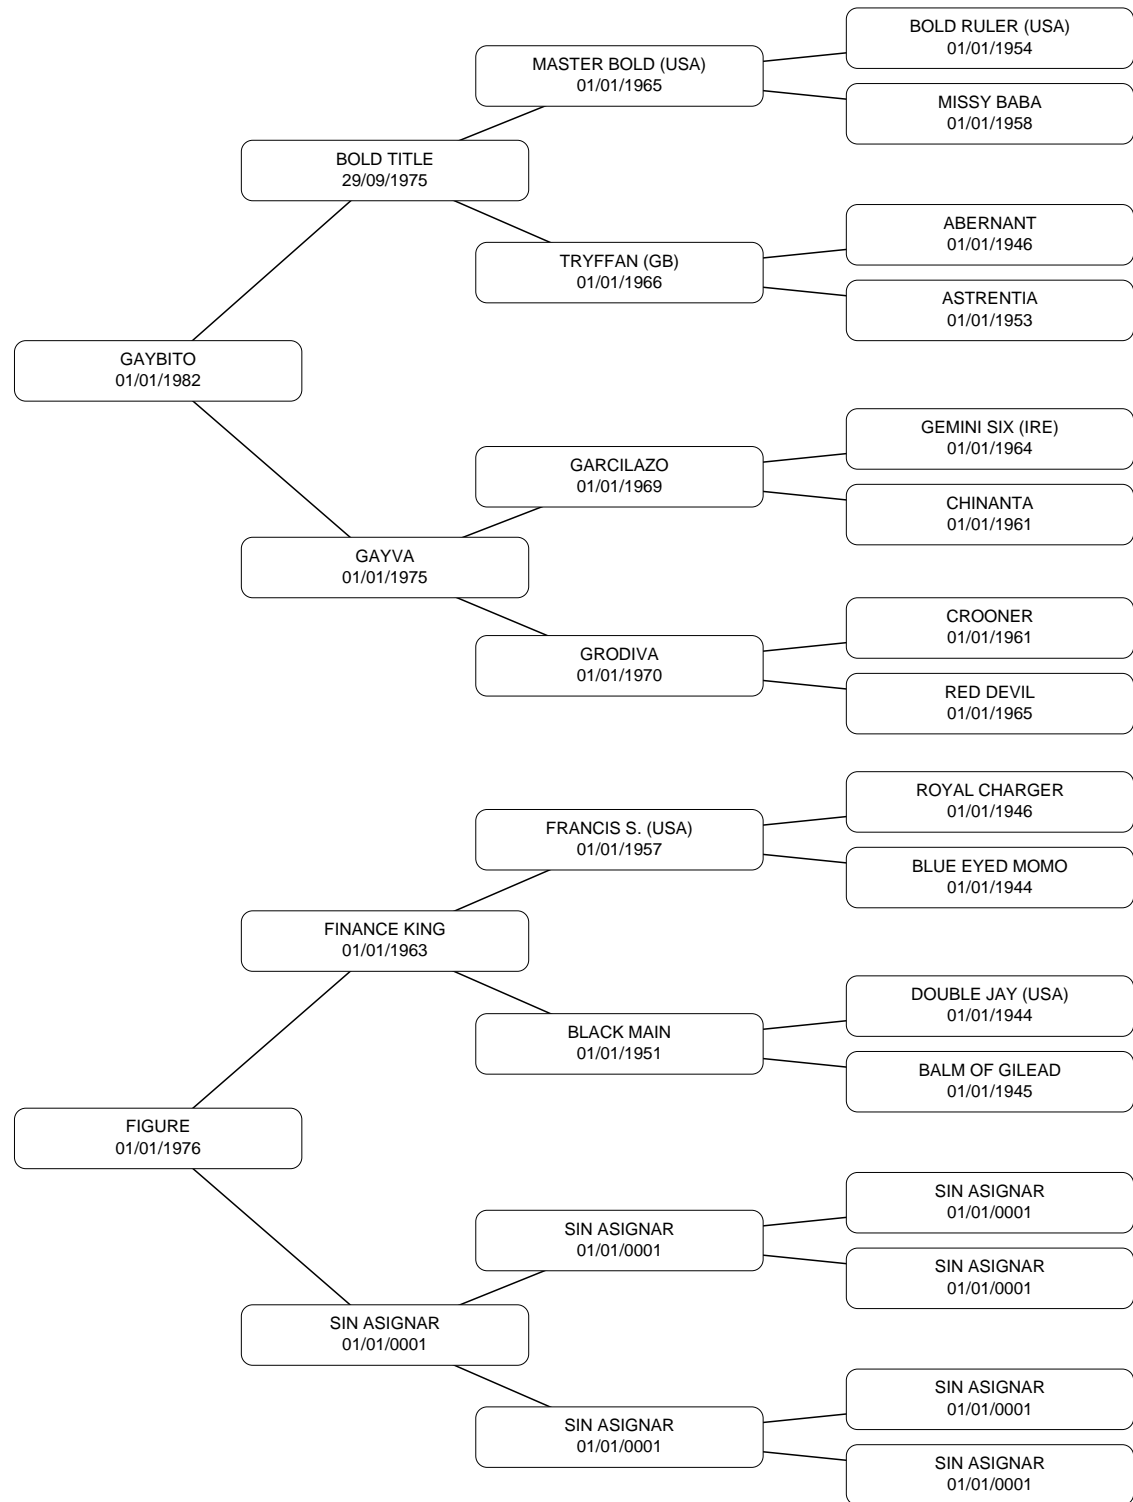 BOLD RULER (USA)
01/01/1954
MASTER BOLD (USA)
01/01/1965
MISSY BABA
01/01/1958
BOLD TITLE
29/09/1975
ABERNANT
01/01/1946
TRYFFAN (GB)
01/01/1966
ASTRENTIA
01/01/1953
GAYBITO
01/01/1982
GEMINI SIX (IRE)
01/01/1964
GARCILAZO
01/01/1969
CHINANTA
01/01/1961
GAYVA
01/01/1975
CROONER
01/01/1961
GRODIVA
01/01/1970
RED DEVIL
01/01/1965
ROYAL CHARGER
01/01/1946
FRANCIS S. (USA)
01/01/1957
BLUE EYED MOMO
01/01/1944
FINANCE KING
01/01/1963
DOUBLE JAY (USA)
01/01/1944
BLACK MAIN
01/01/1951
BALM OF GILEAD
01/01/1945
FIGURE
01/01/1976
SIN ASIGNAR
01/01/0001
SIN ASIGNAR
01/01/0001
SIN ASIGNAR
01/01/0001
SIN ASIGNAR
01/01/0001
SIN ASIGNAR
01/01/0001
SIN ASIGNAR
01/01/0001
SIN ASIGNAR
01/01/0001